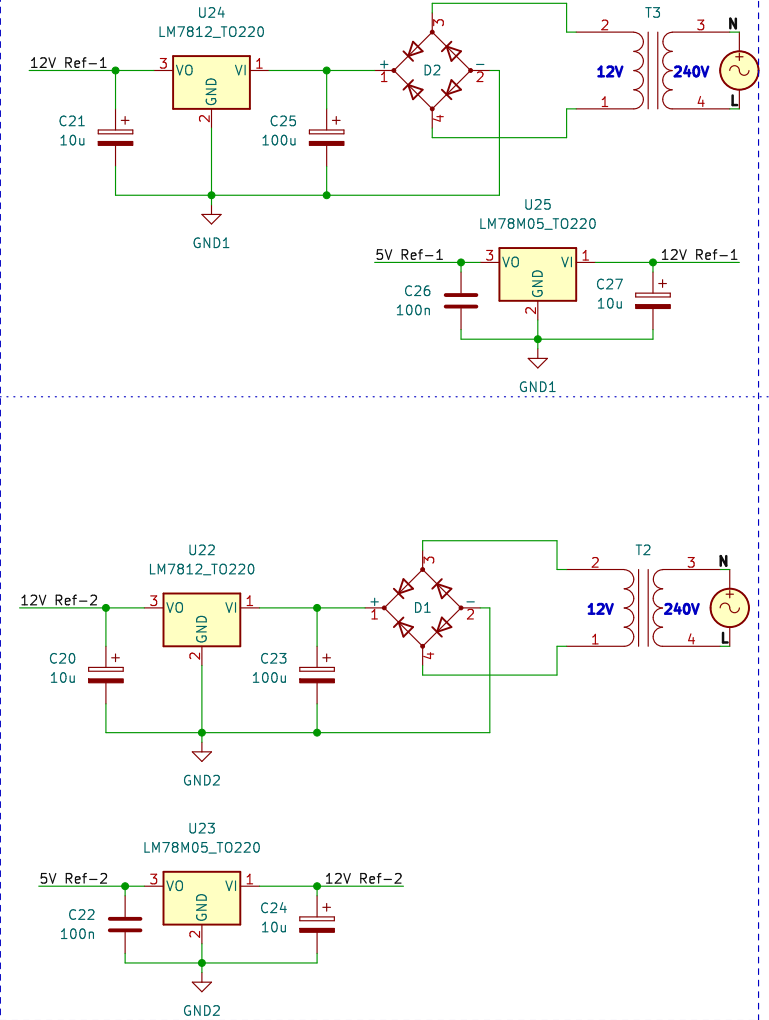 U24
LM7812_TO220
12V Ref-1
3 VO VI 1
GND
2
C21
10u
+
C25
100u
+
GND1
+
1
D2
−
2
3
4
T3
2 3 N
12V 240V
1 4 L
+
U25
LM78M05_TO220
5V Ref-1
3 VO VI 1
12V Ref-1
GND
2
C26
100n
C27
10u
+
GND1
U22
LM7812_TO220
12V Ref-2
3 VO VI 1
GND
2
C20
10u
+
C23
100u
+
GND2
+
1
D1
−
2
3
4
T2
2 3 N
12V 240V
1 4 L
+
U23
LM78M05_TO220
5V Ref-2
3 VO VI 1
12V Ref-2
GND
2
C22
100n
C24
10u
+
GND2